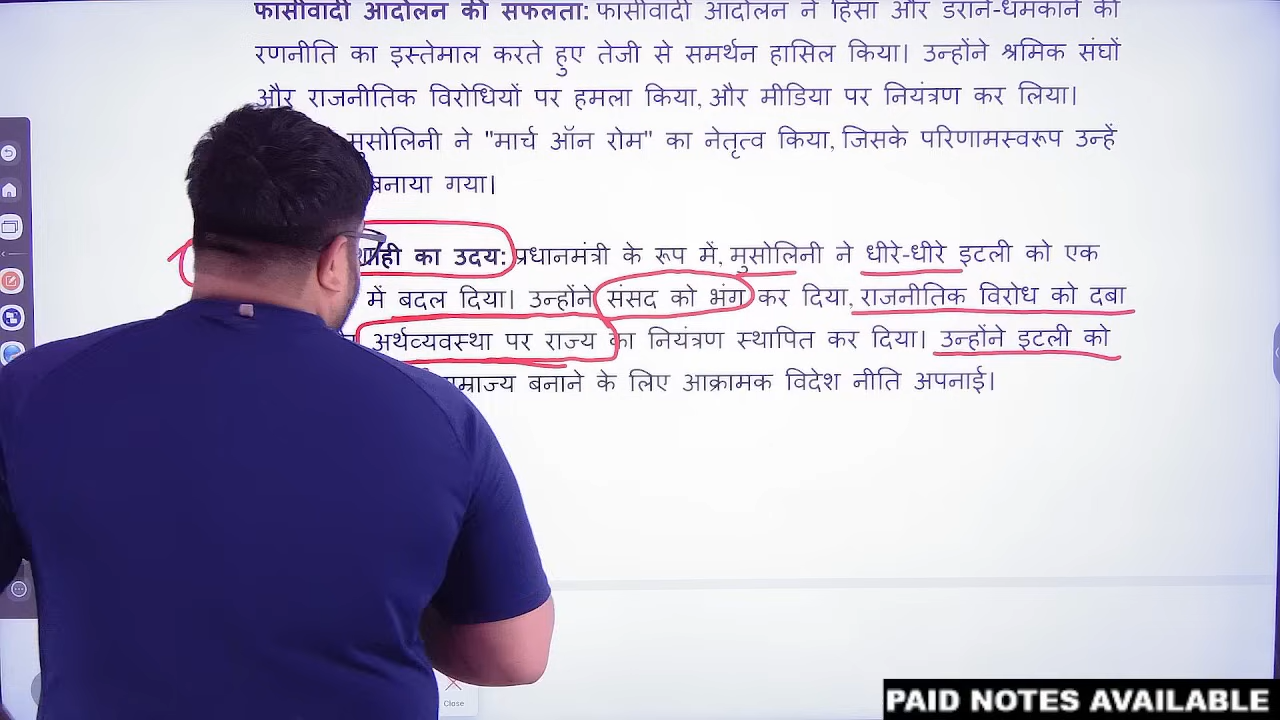 फासीवादी आंदोलन की सफलता: फासीवादी आंदोलन ने हिंसा और डराने-धमकाने की
रणनीति का इस्तेमाल करते हुए तेजी से समर्थन हासिल किया। उन्होंने श्रमिक संघों
और राजनीतिक विरोधियों पर हमला किया, और मीडिया पर नियंत्रण कर लिया।
मुसोलिनी ने "मार्च ऑन रोम" का नेतृत्व किया, जिसके परिणामस्वरूप उन्हें
बनाया गया।
का उदय: प्रधानमंत्री के रूप में, मुसोलिनी ने धीरे-धीरे इटली को एक
में बदल दिया। उन्होंने संसद को भंग कर दिया, राजनीतिक विरोध को दबा
अर्थव्यवस्था पर राज्य का नियंत्रण स्थापित कर दिया। उन्होंने इटली को
बनाने के लिए आक्रामक विदेश नीति अपनाई।
Close
PAID NOTES AVAILABLE